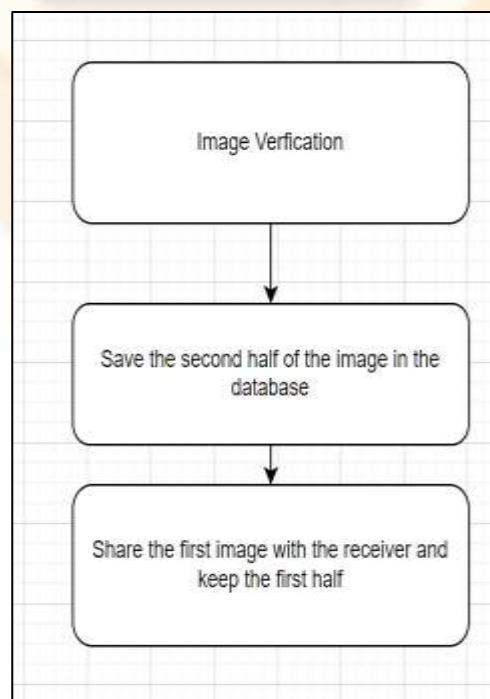 Image Verfication
Save the second half of the image in the
database
Share the first image with the receiver and
keep the first half